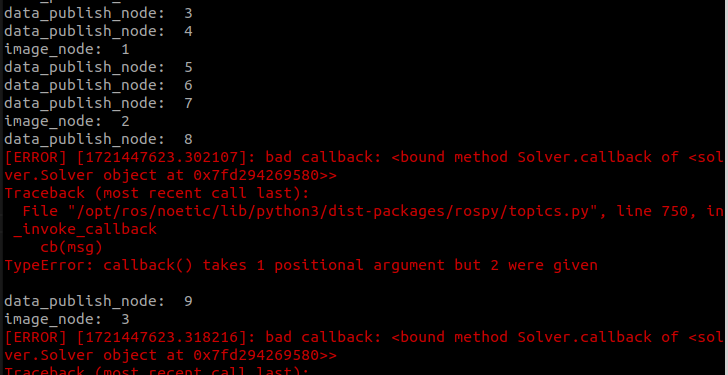 data_publish_node:  3
data_publish_node:  4
image_node:  1
data_publish_node:  5
data_publish_node:  6
data_publish_node:  7
image_node:  2
data_publish_node:  8
[ERROR] [1721447623.302107]: bad callback: <bound method Solver.callback of <sol
ver.Solver object at 0x7fd294269580>>
Traceback (most recent call last):
  File "/opt/ros/noetic/lib/python3/dist-packages/rospy/topics.py", line 750, in
 _invoke_callback
    cb(msg)
TypeError: callback() takes 1 positional argument but 2 were given
data_publish_node:  9
image_node:  3
[ERROR] [1721447623.318216]: bad callback: <bound method Solver.callback of <sol
ver.Solver object at 0x7fd294269580>>
Traceback (most recent call last):